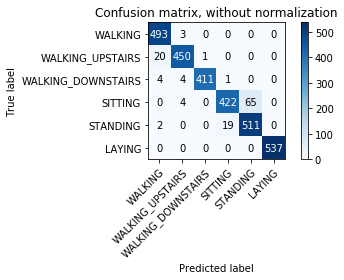 Confusion matrix, without normalization
True label
WALKING 493 3 0 0 0 0
WALKING_UPSTAIRS 20 450 1 0 0 0
WALKING_DOWNSTAIRS 4 4 411 1 0 0
SITTING 0 4 0 422 65 0
STANDING 2 0 0 19 511 0
LAYING 0 0 0 0 0 537
WALKING
WALKING_UPSTAIRS
WALKING_DOWNSTAIRS
SITTING
STANDING
LAYING
Predicted label
500
400
300
200
100
0